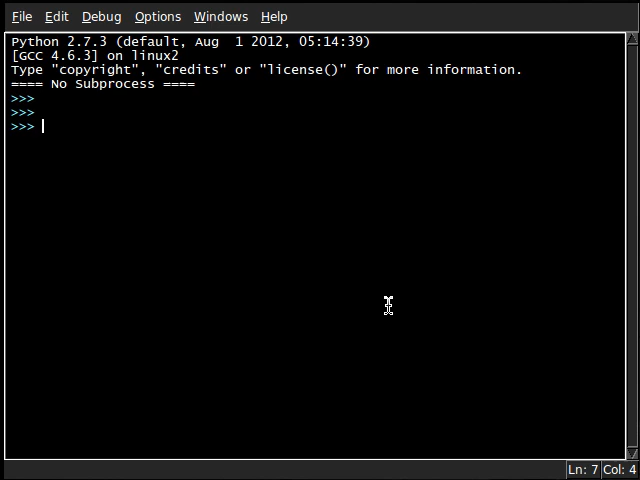 File Edit Debug Options Windows Help
Python 2.7.3 (default, Aug  1 2012, 05:14:39)
[GCC 4.6.3] on linux2
Type "copyright", "credits" or "license()" for more information.
==== No Subprocess ====
>>>
>>>
>>>
Ln: 7 Col: 4